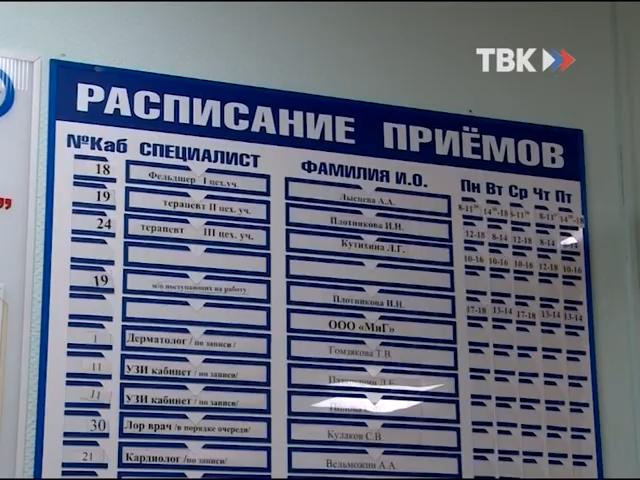 ТВК
РАСПИСАНИЕ ПРИЁМОВ
№Каб СПЕЦИАЛИСТ ФАМИЛИЯ И.О. Пн Вт Ср Чт Пт
18 Фельдшер I цех.уч. Лысцева А.А.
19 терапевт II цех.уч. Плотникова И.Н. 12-18 8-14 12-18 8-14
24 терапевт III цех. уч. Кутихина Л.Г. 10-16 10-16 10-16 12-18 10-16
19 м/о поступающих на работу Плотникова И.Н. 17-18 13-14 17-18 13-14 13-14
ООО «МиГ»
1 Дерматолог /по записи/ Томзякова Т.В.
11 УЗИ кабинет / по записи/
11 УЗИ кабинет / по записи/
30 Лор врач /в порядке очереди/ Кулаков С.В.
21 Кардиолог /по записи/ Вельможин А.А.